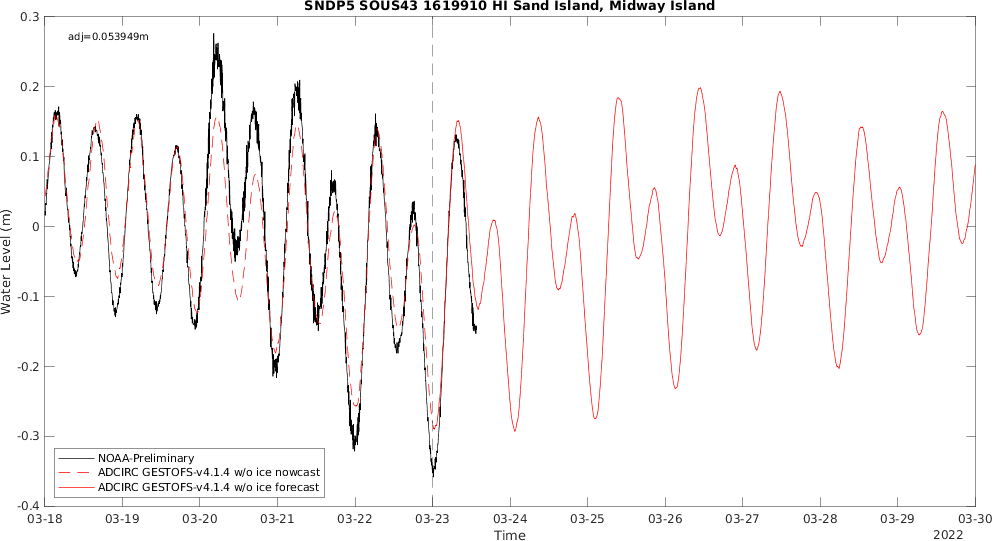 SNDP5 SOUS43 1619910 HI Sand Island, Midway Island
adj=0.053949m
0.3
0.2
0.1
0
-0.1
-0.2
-0.3
-0.4
Water Level (m)
NOAA-Preliminary
ADCIRC GESTOFS-v4.1.4 w/o ice nowcast
ADCIRC GESTOFS-v4.1.4 w/o ice forecast
03-18 03-19 03-20 03-21 03-22 03-23 03-24 03-25 03-26 03-27 03-28 03-29 03-30
Time
2022